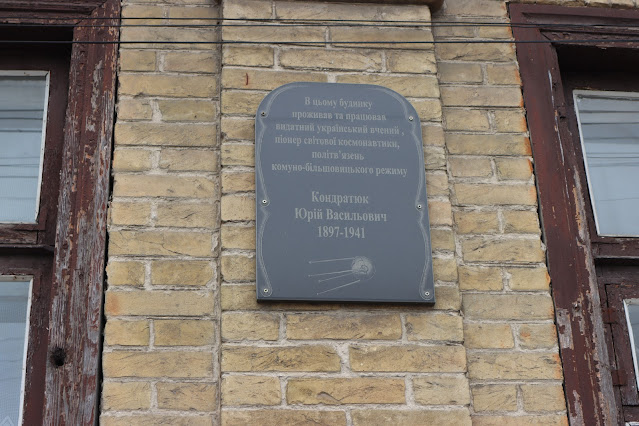 В цьому будинку
проживав та працював
видатний український вчений ,
піонер світової космонавтики,
політв'язень
комуно-більшовицького режиму
Кондратюк
Юрій Васильович
1897-1941